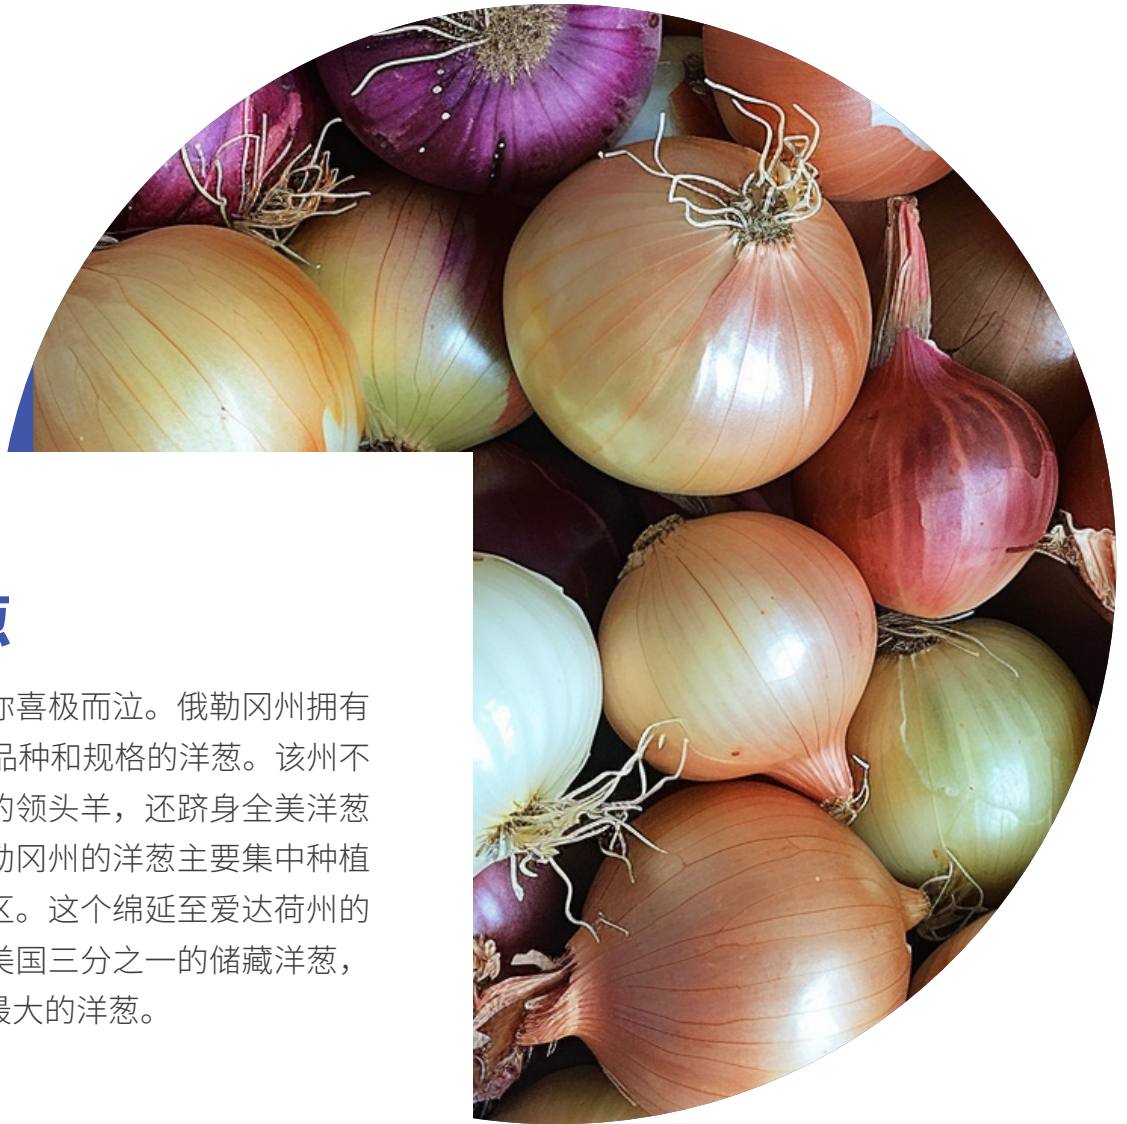 葱
你喜极而泣。俄勒冈州拥有
品种和规格的洋葱。该州不
的领头羊，还跻身全美洋葱
勒冈州的洋葱主要集中种植
区。这个绵延至爱达荷州的
美国三分之一的储藏洋葱，
最大的洋葱。